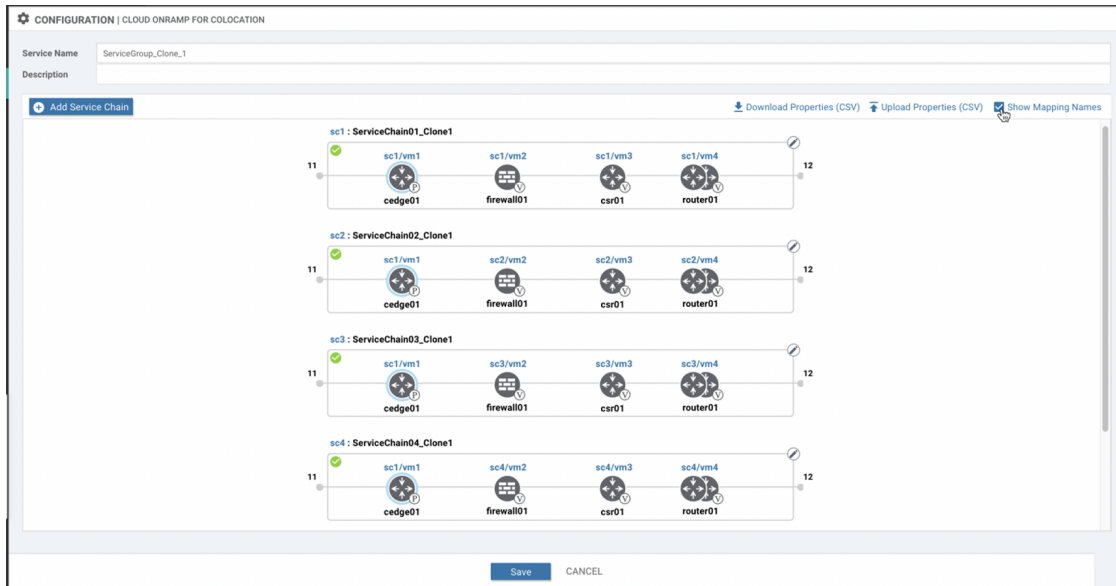 CONFIGURATION | CLOUD ONRAMP FOR COLOCATION
Service Name ServiceGroup_Clone_1
Description
Add Service Chain Download Properties (CSV) Upload Properties (CSV) Show Mapping Names
sc1 : ServiceChain01_Clone1
sc1/vm1 sc1/vm2 sc1/vm3 sc1/vm4
11 12
P V V V
cedge01 firewall01 csr01 router01
sc2 : ServiceChain02_Clone1
sc1/vm1 sc2/vm2 sc2/vm3 sc2/vm4
11 12
P V V V
cedge01 firewall01 csr01 router01
sc3 : ServiceChain03_Clone1
sc1/vm1 sc3/vm2 sc3/vm3 sc3/vm4
11 12
P V V V
cedge01 firewall01 csr01 router01
sc4 : ServiceChain04_Clone1
sc1/vm1 sc4/vm2 sc4/vm3 sc4/vm4
11 12
P V V V
cedge01 firewall01 csr01 router01
Save CANCEL